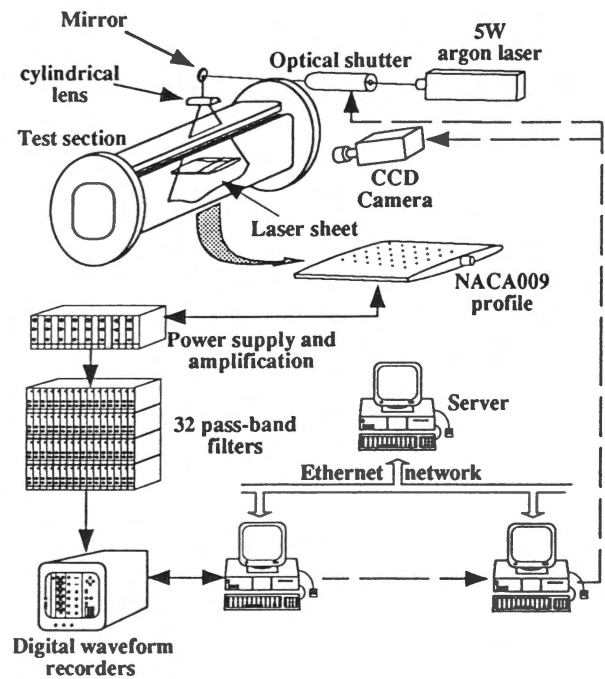 Mirror
5W
argon laser
Optical shutter
cylindrical
lens
Test section
CCD
Camera
Laser sheet
NACA009
profile
Power supply and
amplification
32 pass-band
filters
Server
Ethernet network
Digital waveform
recorders